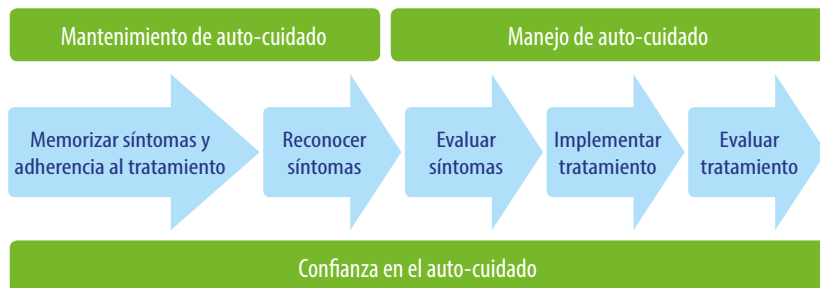 Mantenimiento de auto-cuidado
Manejo de auto-cuidado
Memorizar síntomas y
adherencia al tratamiento
Reconocer
síntomas
Evaluar
síntomas
Implementar
tratamiento
Evaluar
tratamiento
Confianza en el auto-cuidado